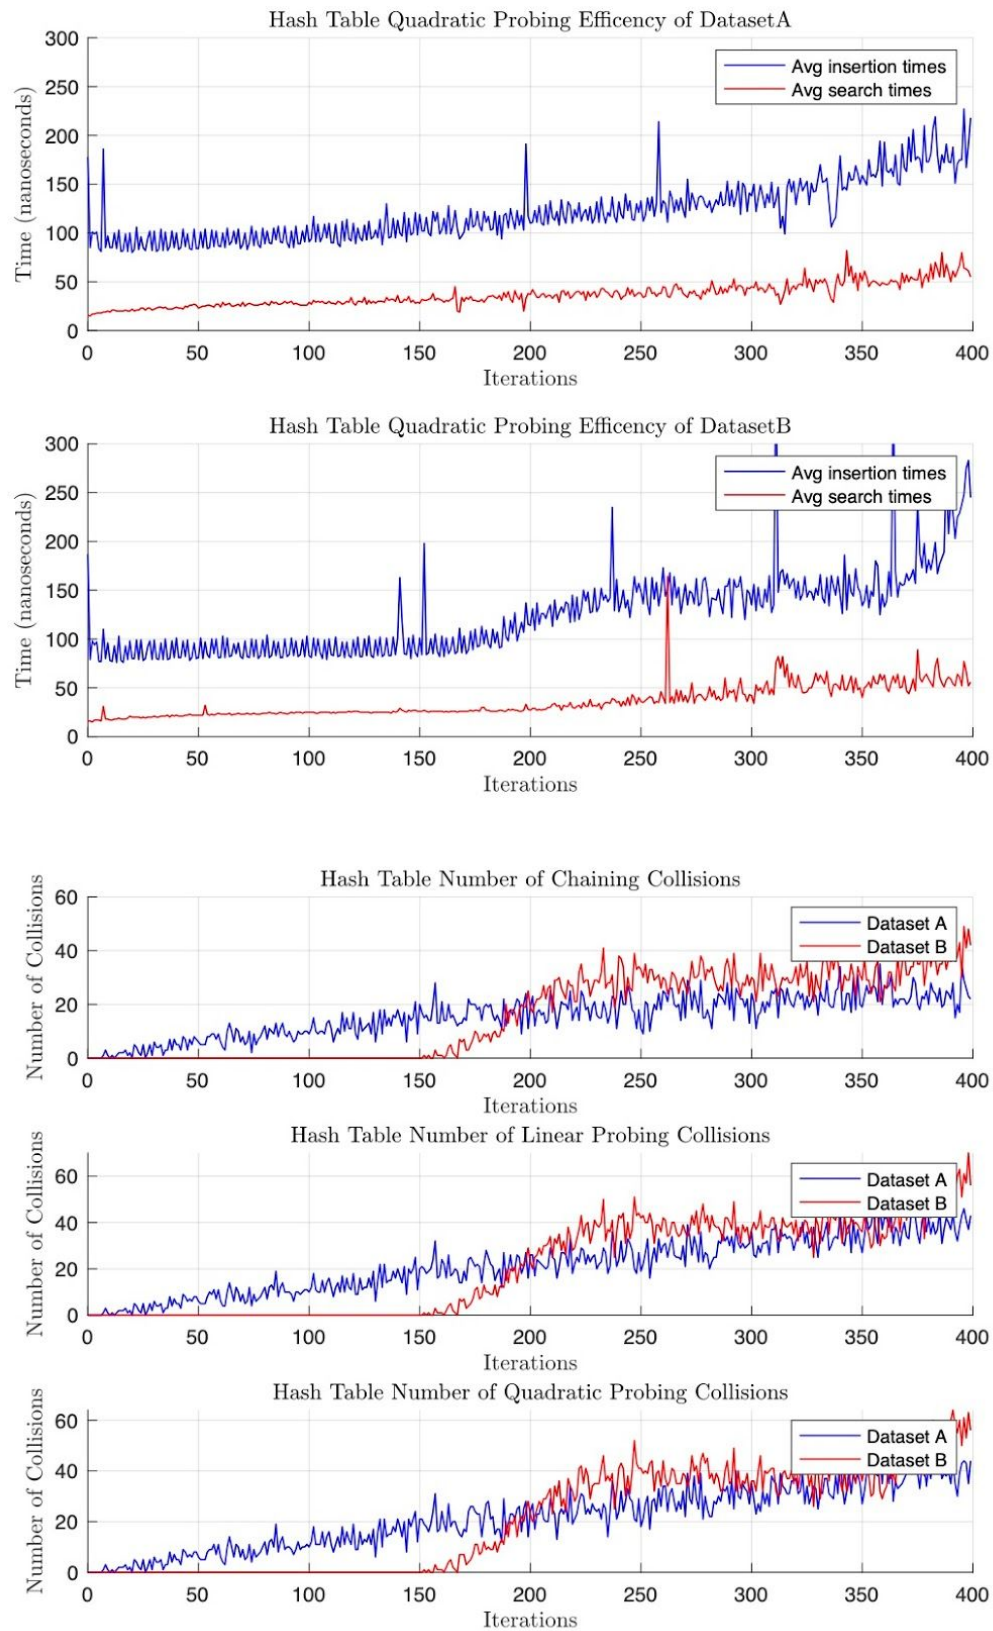 Hash Table Quadratic Probing Efficency of DatasetA
300
250
200
150
100
50
0
Time (nanoseconds)
Avg insertion times
Avg search times
0 50 100 150 200 250 300 350 400
Iterations
Hash Table Quadratic Probing Efficency of DatasetB
300
250
200
150
100
50
0
Time (nanoseconds)
Avg insertion times
Avg search times
0 50 100 150 200 250 300 350 400
Iterations
Hash Table Number of Chaining Collisions
60
40
20
0
Number of Collisions
Dataset A
Dataset B
0 50 100 150 200 250 300 350 400
Iterations
Hash Table Number of Linear Probing Collisions
60
40
20
0
Number of Collisions
Dataset A
Dataset B
0 50 100 150 200 250 300 350 400
Iterations
Hash Table Number of Quadratic Probing Collisions
60
40
20
0
Number of Collisions
Dataset A
Dataset B
0 50 100 150 200 250 300 350 400
Iterations